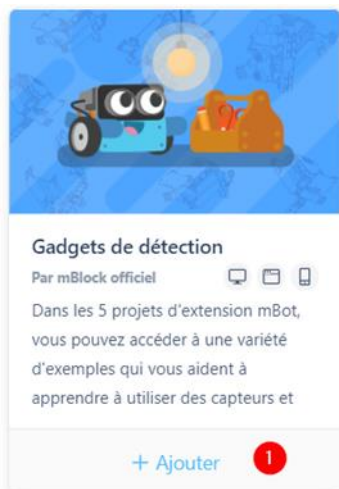 Gadgets de détection
Par mBlock officiel
Dans les 5 projets d'extension mBot,
vous pouvez accéder à une variété
d'exemples qui vous aident à
apprendre à utiliser des capteurs et
+ Ajouter 1